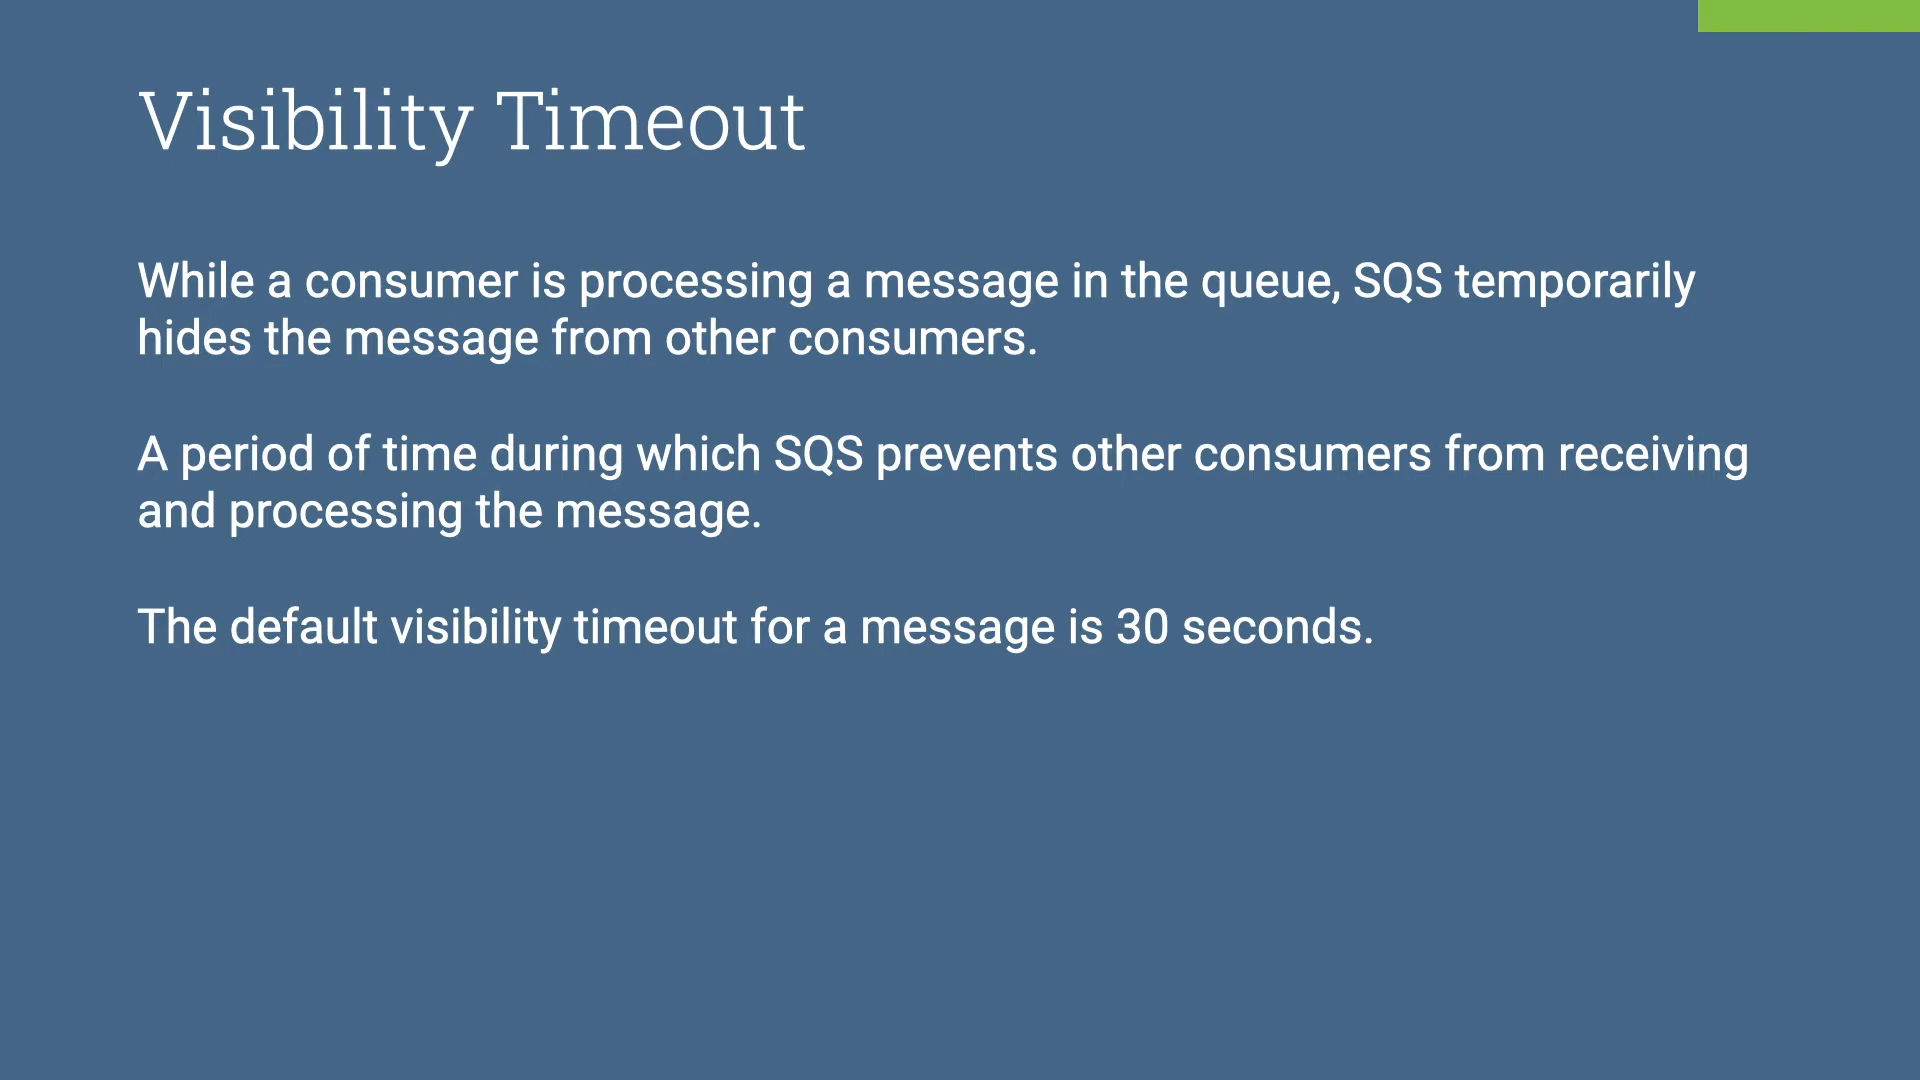 Visibility Timeout
While a consumer is processing a message in the queue, SQS temporarily
hides the message from other consumers.
A period of time during which SQS prevents other consumers from receiving
and processing the message.
The default visibility timeout for a message is 30 seconds.